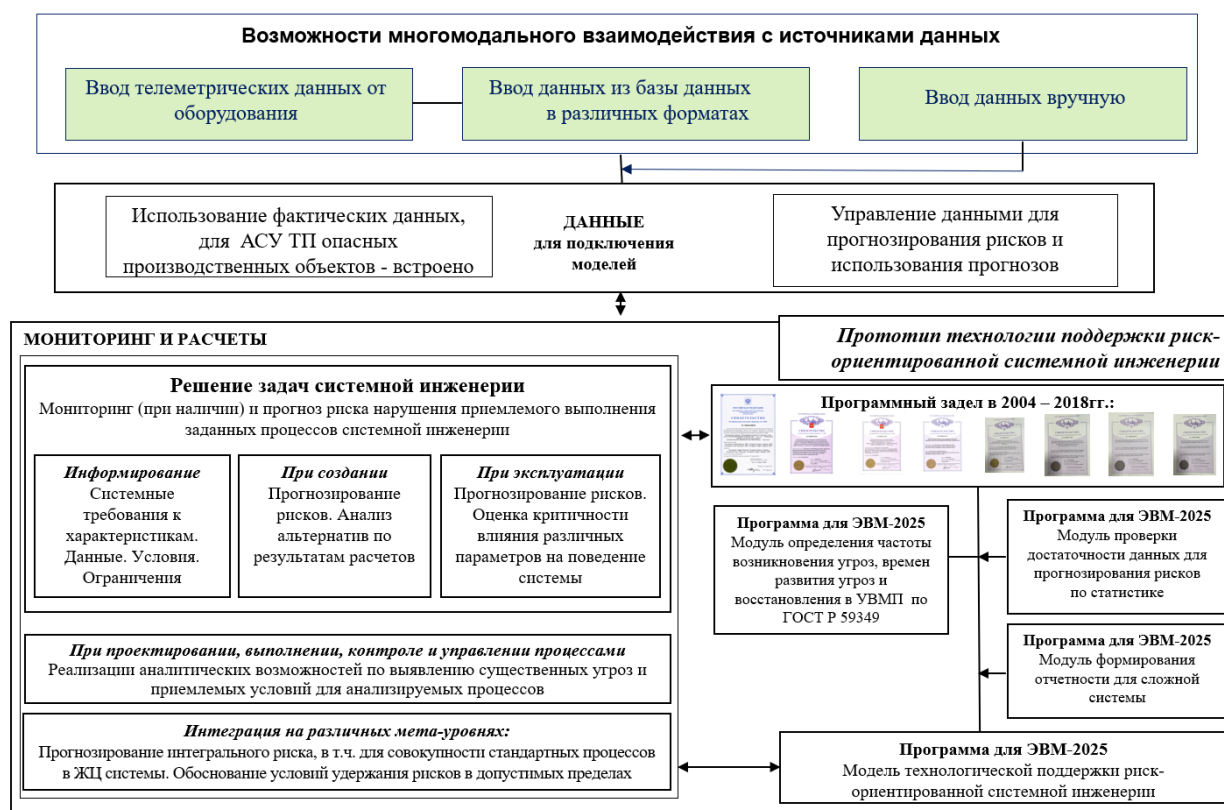 Возможности многомодального взаимодействия с источниками данных
Ввод телеметрических данных от
оборудования
Ввод данных из базы данных
в различных форматах
Ввод данных вручную
Использование фактических данных,
для АСУ ТП опасных
производственных объектов - встроено
ДАННЫЕ
для подключения
моделей
Управление данными для
прогнозирования рисков и
использования прогнозов
МОНИТОРИНГ И РАСЧЕТЫ
Прототип технологии поддержки риск-
ориентированной системной инженерии
Решение задач системной инженерии
Мониторинг (при наличии) и прогноз риска нарушения приемлемого выполнения
заданных процессов системной инженерии
Информирование
Системные
требования к
характеристикам.
Данные. Условия.
Ограничения
При создании
Прогнозирование
рисков. Анализ
альтернатив по
результатам расчетов
При эксплуатации
Прогнозирование рисков.
Оценка критичности
влияния различных
параметров на поведение
системы
Программный задел в 2004 – 2018гг.:
Программа для ЭВМ-2025
Модуль определения частоты
возникновения угроз, времен
развития угроз и
восстановления в УВМП по
ГОСТ Р 59349
Программа для ЭВМ-2025
Модуль проверки
достаточности данных для
прогнозирования рисков
по статистике
Программа для ЭВМ-2025
Модуль формирования
отчетности для сложной
системы
При проектировании, выполнении, контроле и управлении процессами
Реализации аналитических возможностей по выявлению существенных угроз и
приемлемых условий для анализируемых процессов
Интеграция на различных мета-уровнях:
Прогнозирование интегрального риска, в т.ч. для совокупности стандартных процессов
в ЖЦ системы. Обоснование условий удержания рисков в допустимых пределах
Программа для ЭВМ-2025
Модель технологической поддержки риск-
ориентированной системной инженерии